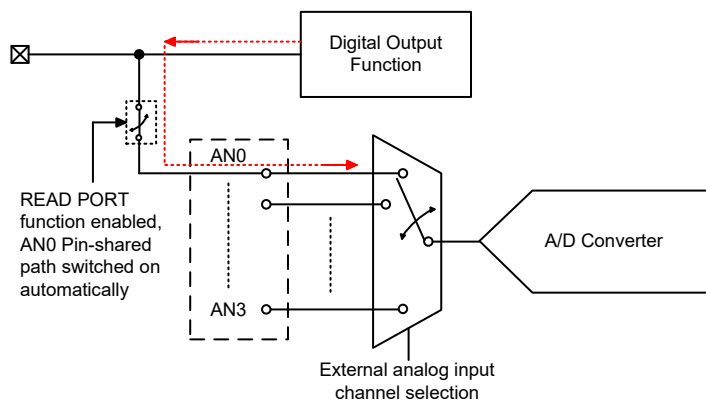 Digital Output
Function
AN0
READ PORT
function enabled,
AN0 Pin-shared
path switched on
automatically
A/D Converter
AN3
External analog input
channel selection